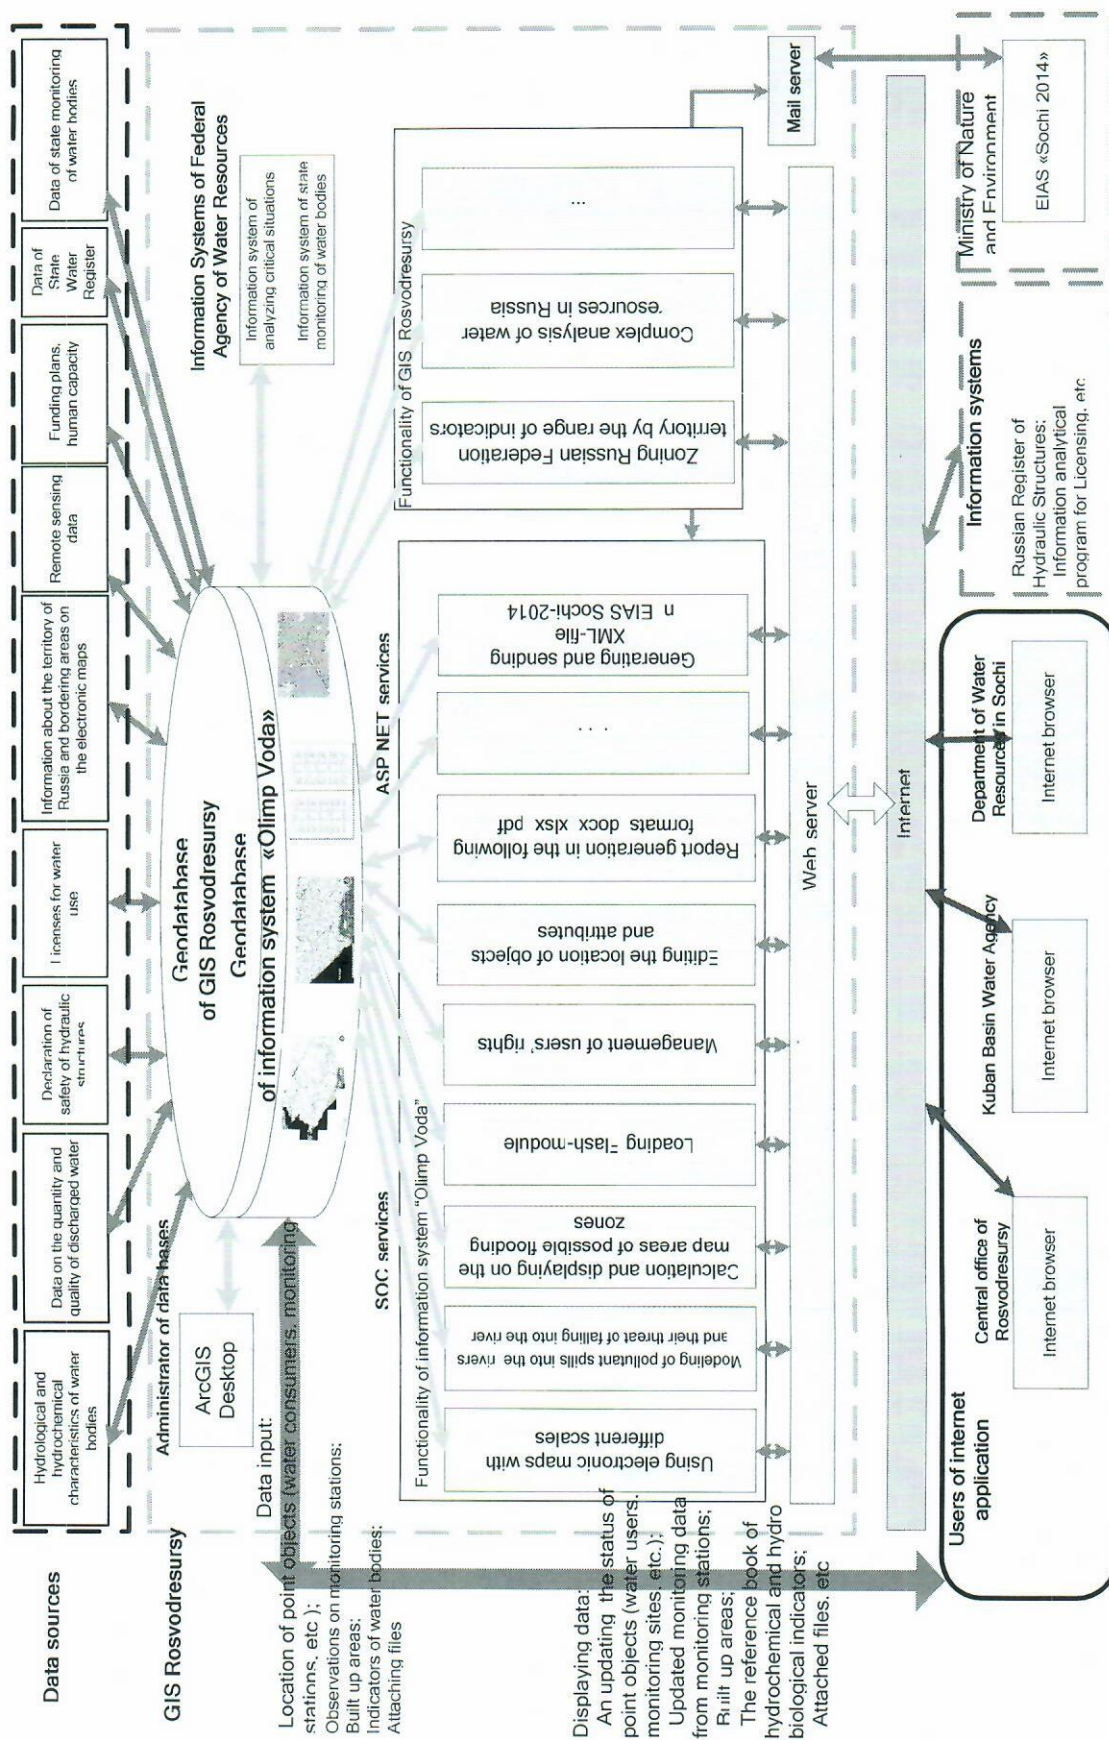 Data sources
Hydrological and
hydrochemical
characteristics of water
bodies
Data on the quantity and
quality of discharged water
Declaration of
safety of hydraulic
structures
Licenses for water
use
Information about the territory of
Russia and bordering areas on
the electronic maps
Remote sensing
data
Funding plans,
human capacity
Data of
State
Water
Register
Data of state monitoring
of water bodies
GIS Rosvodresursy
Administrator of data bases
ArcGIS
Desktop
Geodatabase
of GIS Rosvodresursy
Geodatabase
of information system «Olimp Voda»
Information Systems of Federal
Agency of Water Resources
Information system of
analyzing critical situations
Information system of state
monitoring of water bodies
Data input:
Location of point objects (water consumers, monitoring
stations, etc.);
Observations on monitoring stations;
Built up areas;
Indicators of water bodies;
Attaching files
SOC services
ASP NET services
Functionality of information system "Olimp Voda"
Using electronic maps with
different scales
Modeling of pollutant spills into the rivers
and their threat of falling into the river
Calculation and displaying on the
map areas of possible flooding
zones
Loading Flash-module
Management of users' rights
Editing the location of objects
and attributes
Report generation in the following
formats docx xlsx pdf
...
Generating and sending
XML-file
n EIAS Sochi-2014
Functionality of GIS Rosvodresursy
Zoning Russian Federation
territory by the range of indicators
Complex analysis of water
resources in Russia
...
Mail server
Web server
Displaying data:
An updating the status of
point objects (water users,
monitoring sites, etc.);
Updated monitoring data
from monitoring stations;
Built up areas;
The reference book of
hydrochemical and hydro
biological indicators;
Attached files, etc
Internet
Users of internet
application
Central office of
Rosvodresursy
Internet browser
Kuban Basin Water Agency
Internet browser
Department of Water
Resources in Sochi
Internet browser
Information systems
Russian Register of
Hydraulic Structures;
Information analytical
program for Licensing, etc
Ministry of Nature
and Environment
EIAS «Sochi 2014»